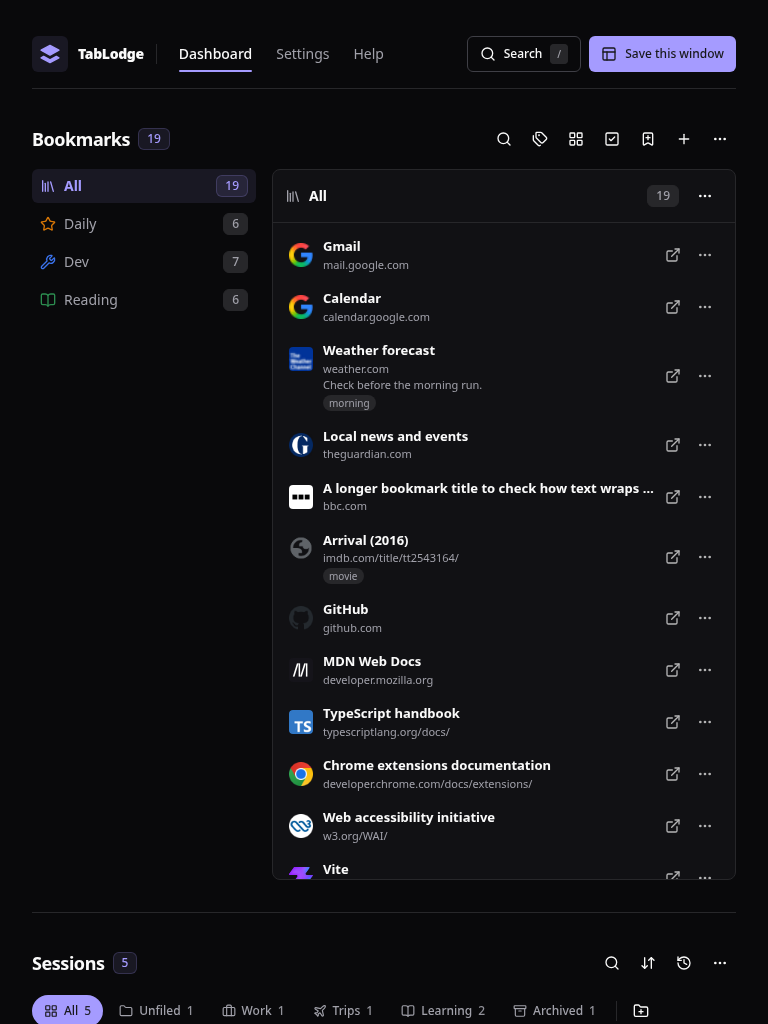 TabLodge
Dashboard
Settings
Help
Search /
Save this window
Bookmarks 19
All 19
Daily 6
Dev 7
Reading 6
All 19
Gmail
mail.google.com
Calendar
calendar.google.com
The Weather Channel
Weather forecast
weather.com
Check before the morning run.
morning
G
Local news and events
theguardian.com
A longer bookmark title to check how text wraps ...
bbc.com
Arrival (2016)
imdb.com/title/tt2543164/
movie
GitHub
github.com
MDN Web Docs
developer.mozilla.org
TS
TypeScript handbook
typescriptlang.org/docs/
Chrome extensions documentation
developer.chrome.com/docs/extensions/
Web accessibility initiative
w3.org/WAI/
Vite
Sessions 5
All 5
Unfiled 1
Work 1
Trips 1
Learning 2
Archived 1